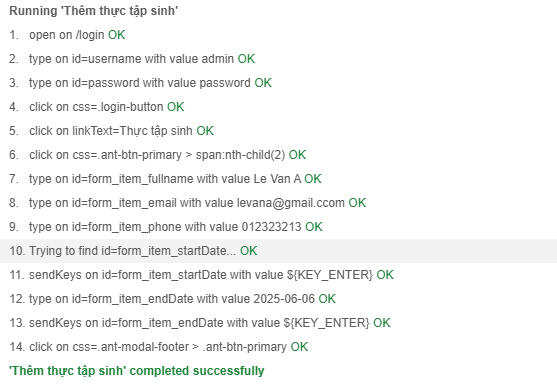 Running 'Thêm thực tập sinh'
1. open on /login OK
2. type on id=username with value admin OK
3. type on id=password with value password OK
4. click on css=.login-button OK
5. click on linkText=Thực tập sinh OK
6. click on css=.ant-btn-primary > span:nth-child(2) OK
7. type on id=form_item_fullname with value Le Van A OK
8. type on id=form_item_email with value levana@gmail.ccom OK
9. type on id=form_item_phone with value 012323213 OK
10. Trying to find id=form_item_startDate... OK
11. sendKeys on id=form_item_startDate with value ${KEY_ENTER} OK
12. type on id=form_item_endDate with value 2025-06-06 OK
13. sendKeys on id=form_item_endDate with value ${KEY_ENTER} OK
14. click on css=.ant-modal-footer > .ant-btn-primary OK
'Thêm thực tập sinh' completed successfully